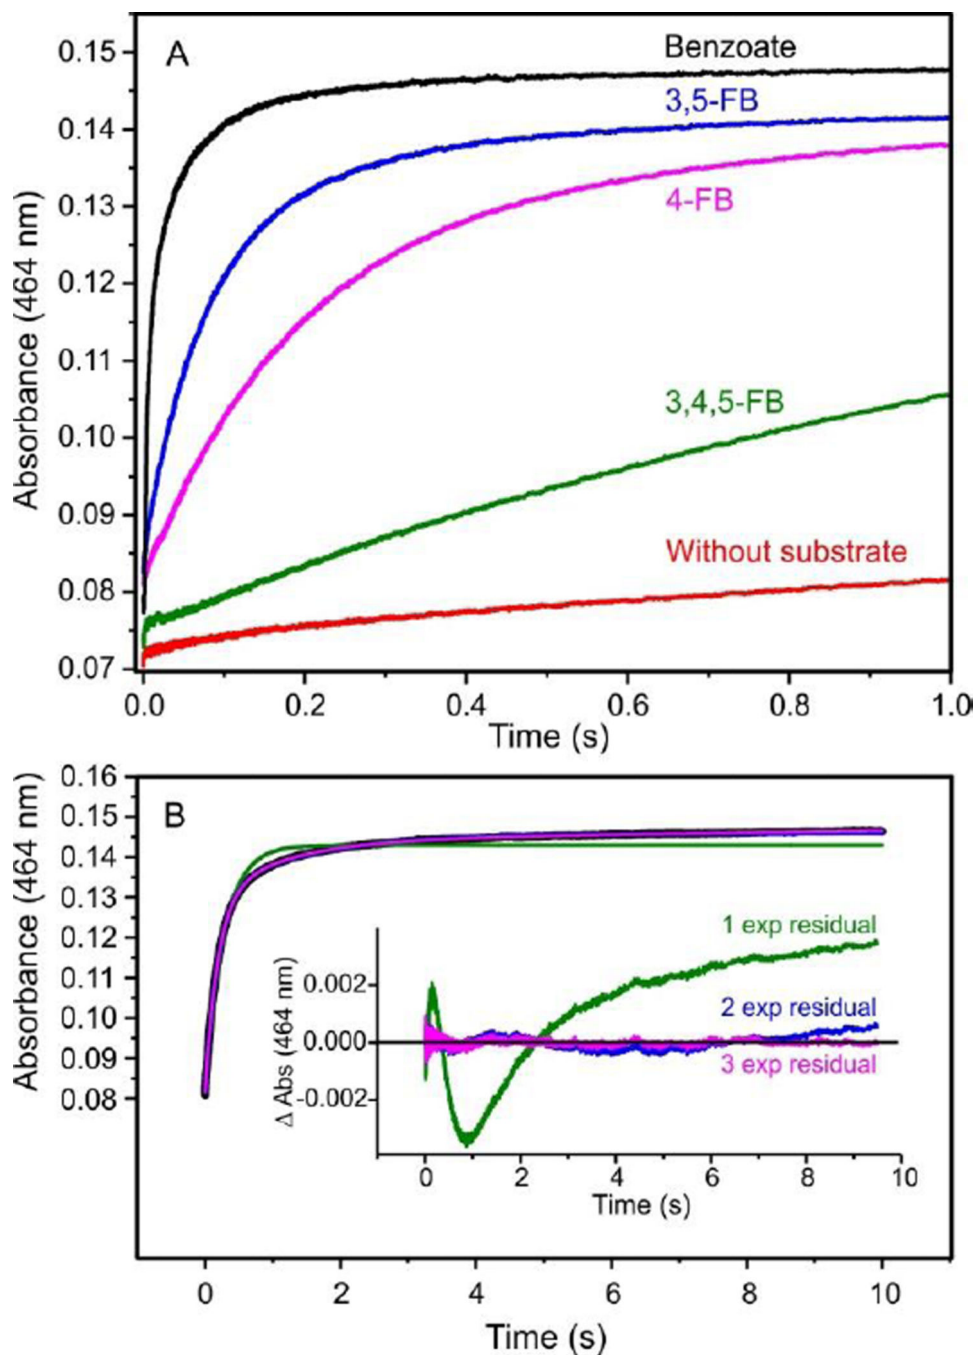 A
Absorbance (464 nm)
0.15
0.14
0.13
0.12
0.11
0.10
0.09
0.08
0.07
Benzoate
3,5-FB
4-FB
3,4,5-FB
Without substrate
0.0 0.2 0.4 0.6 0.8 1.0
Time (s)
B
Absorbance (464 nm)
0.16
0.15
0.14
0.13
0.12
0.11
0.10
0.09
0.08
Δ Abs (464 nm)
0.002
0.000
-0.002
1 exp residual
2 exp residual
3 exp residual
0 2 4 6 8 10
Time (s)
0 2 4 6 8 10
Time (s)